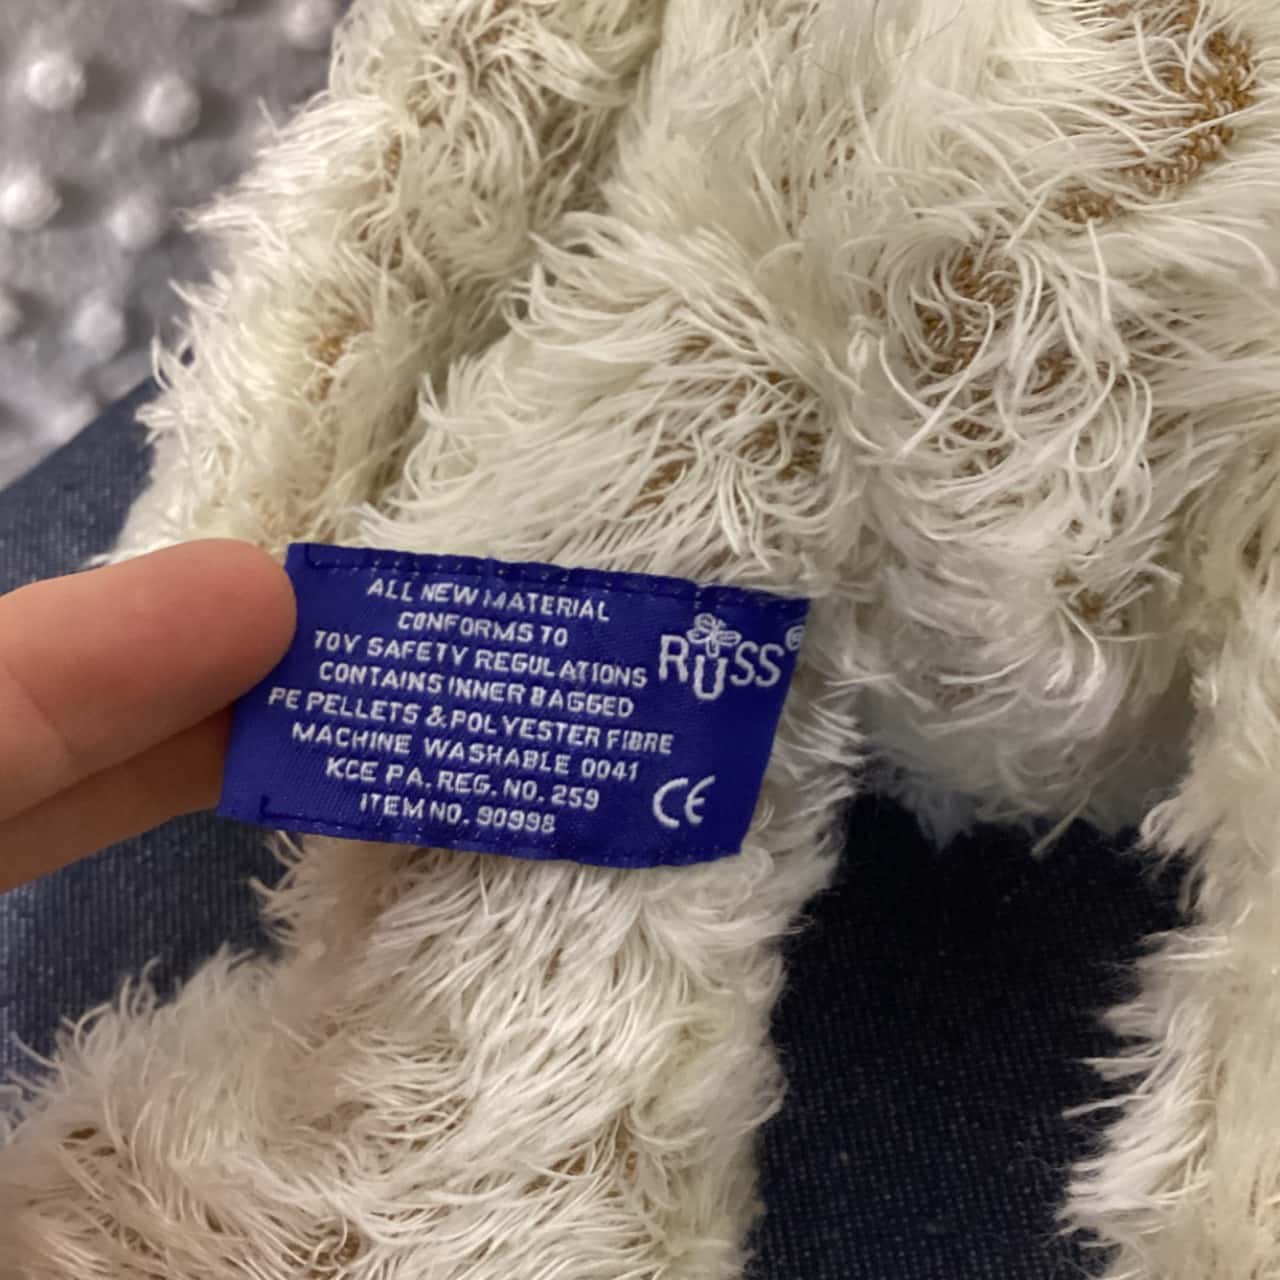 ALL NEW MATERIAL
CONFORMS TO
TOY SAFETY REGULATIONS
CONTAINS INNER BAGGED
PE PELLETS & POLYESTER FIBRE
MACHINE WASHABLE 0041
KCE PA. REG. NO. 259
ITEM NO. 90998
RUSS®
CE